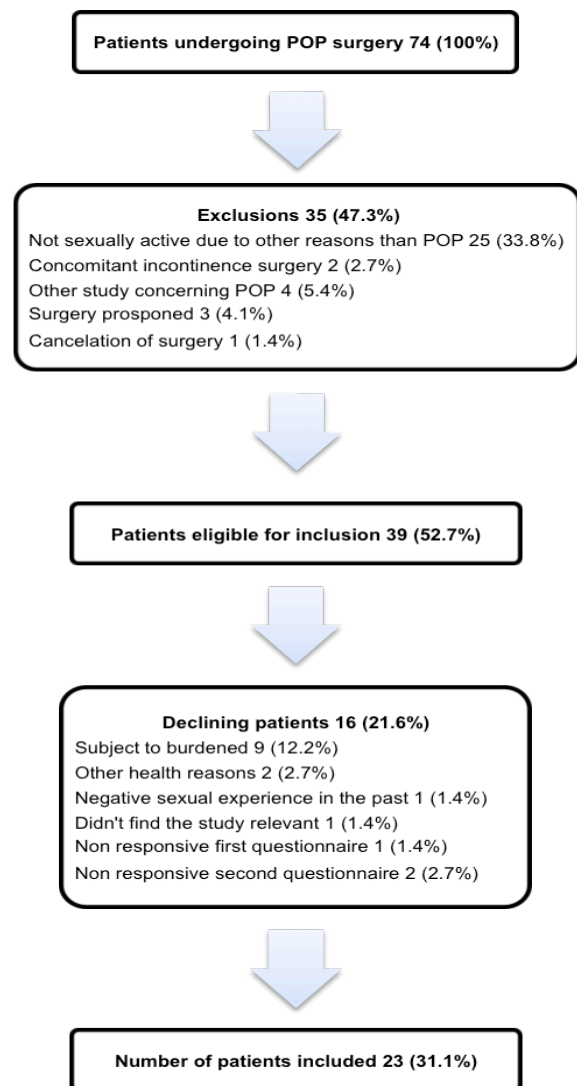 Patients undergoing POP surgery 74 (100%)
Exclusions 35 (47.3%)
Not sexually active due to other reasons than POP 25 (33.8%)
Concomitant incontinence surgery 2 (2.7%)
Other study concerning POP 4 (5.4%)
Surgery prosponed 3 (4.1%)
Cancelation of surgery 1 (1.4%)
Patients eligible for inclusion 39 (52.7%)
Declining patients 16 (21.6%)
Subject to burdened 9 (12.2%)
Other health reasons 2 (2.7%)
Negative sexual experience in the past 1 (1.4%)
Didn't find the study relevant 1 (1.4%)
Non responsive first questionnaire 1 (1.4%)
Non responsive second questionnaire 2 (2.7%)
Number of patients included 23 (31.1%)